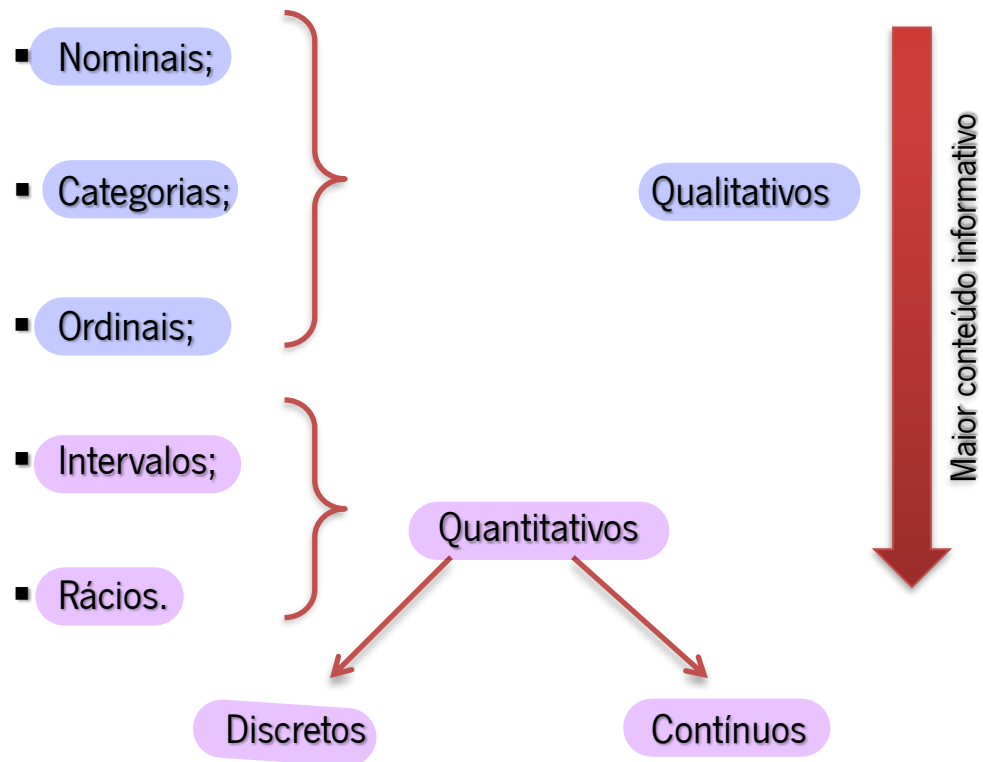 ▪ Nominais;
▪ Categorias;
Qualitativos
▪ Ordinais;
▪ Intervalos;
Quantitativos
▪ Rácios.
Discretos
Contínuos
Maior conteúdo informativo